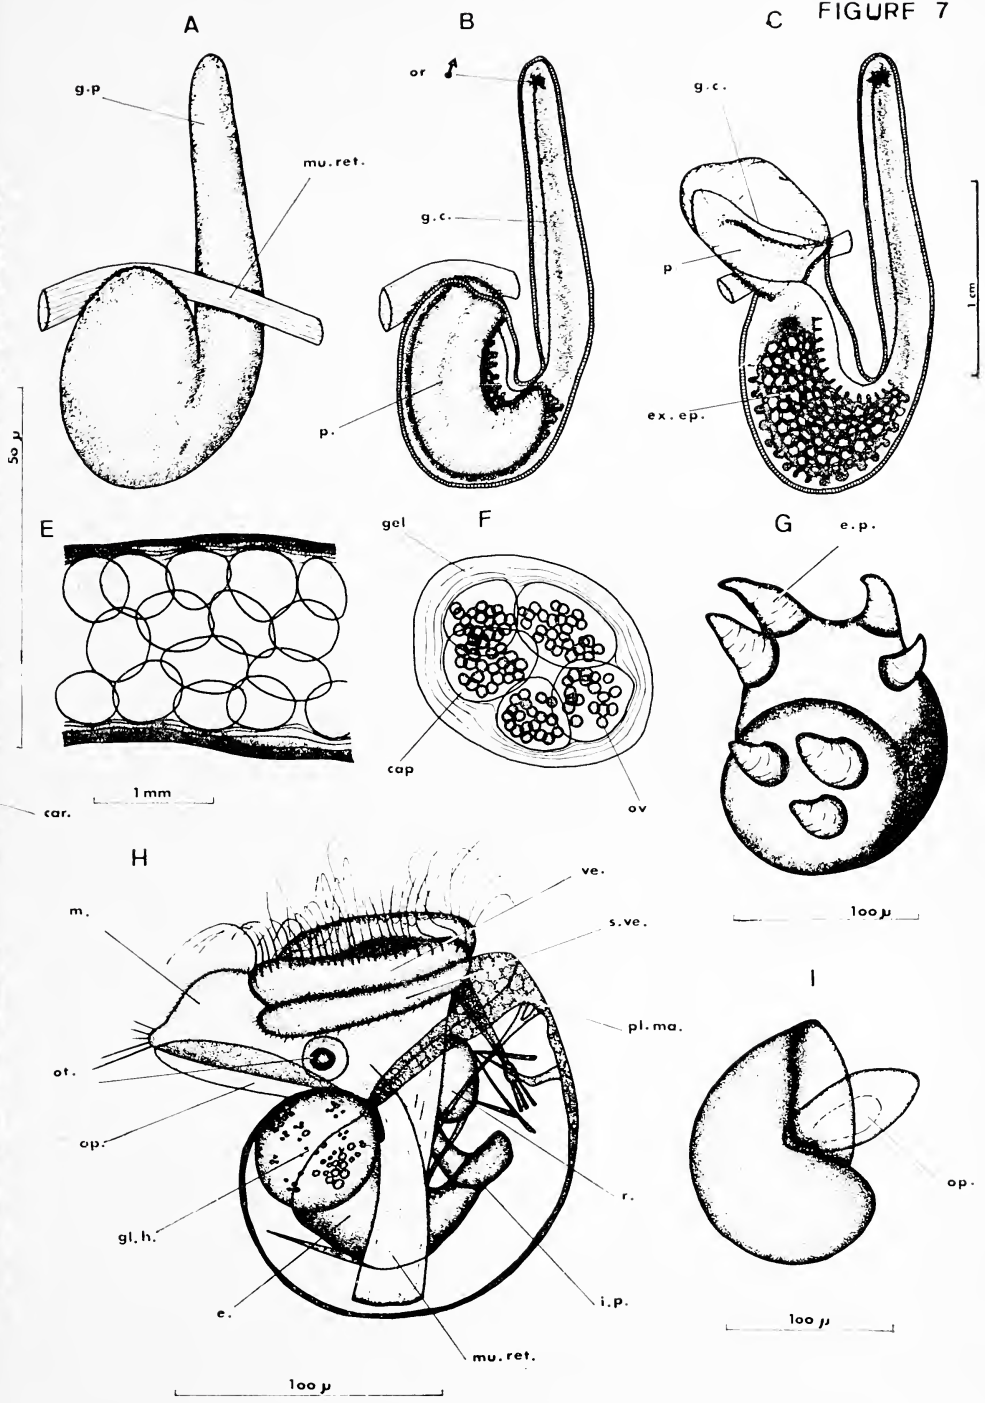 FIGURE 7
A
B
C
g.p
mu.ret.
or ♂
g.c.
p.
g.c.
p.
ex.ep.
1 cm
50 µ
E
1 mm
car.
F
gel
cap
ov
G
e.p.
100 µ
H
m.
ve.
s.ve.
pl.ma.
ot.
op.
gl.h.
e.
r.
i.p.
mu.ret.
100 µ
I
op.
100 µ